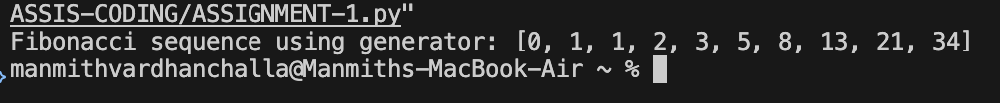 ASSIS-CODING/ASSIGNMENT-1.py"
Fibonacci sequence using generator: [0, 1, 1, 2, 3, 5, 8, 13, 21, 34]
manmithvardhanchalla@Manmiths-MacBook-Air ~ %